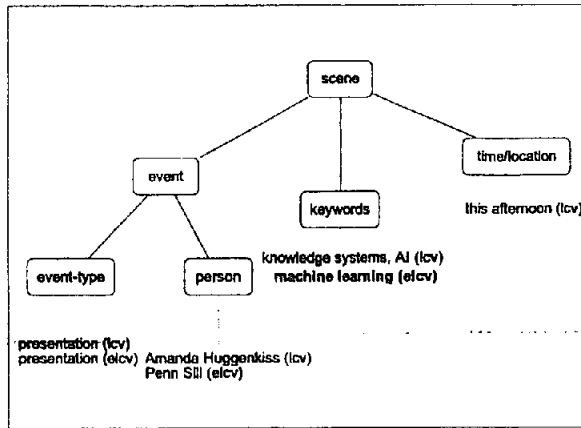 scene
time/location
event
keywords
this afternoon (lcv)
knowledge systems, AI (lcv)
event-type
person
machine learning (elcv)
presentation (lcv)
presentation (elcv)
Amanda Huggenkiss (lcv)
Penn Sill (elcv)